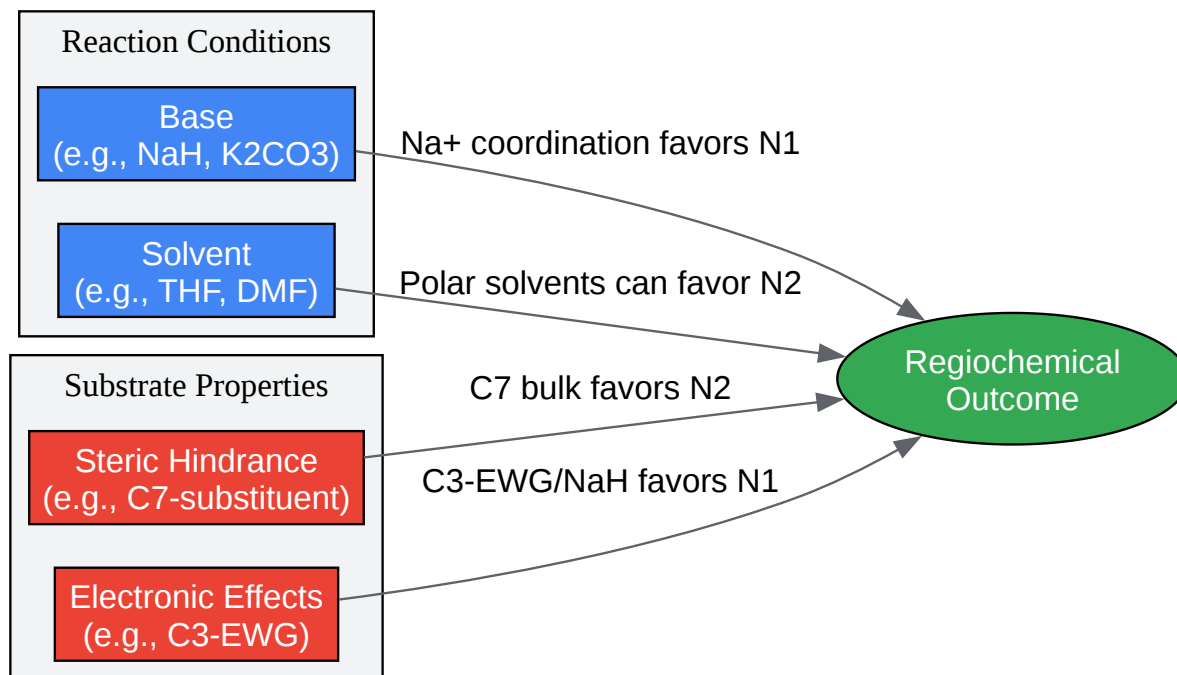 Reaction Conditions
Base
(e.g., NaH, K2CO3)
Solvent
(e.g., THF, DMF)
Substrate Properties
Steric Hindrance
(e.g., C7-substituent)
Electronic Effects
(e.g., C3-EWG)
Na+ coordination favors N1
Polar solvents can favor N2
C7 bulk favors N2
C3-EWG/NaH favors N1
Regiochemical
Outcome